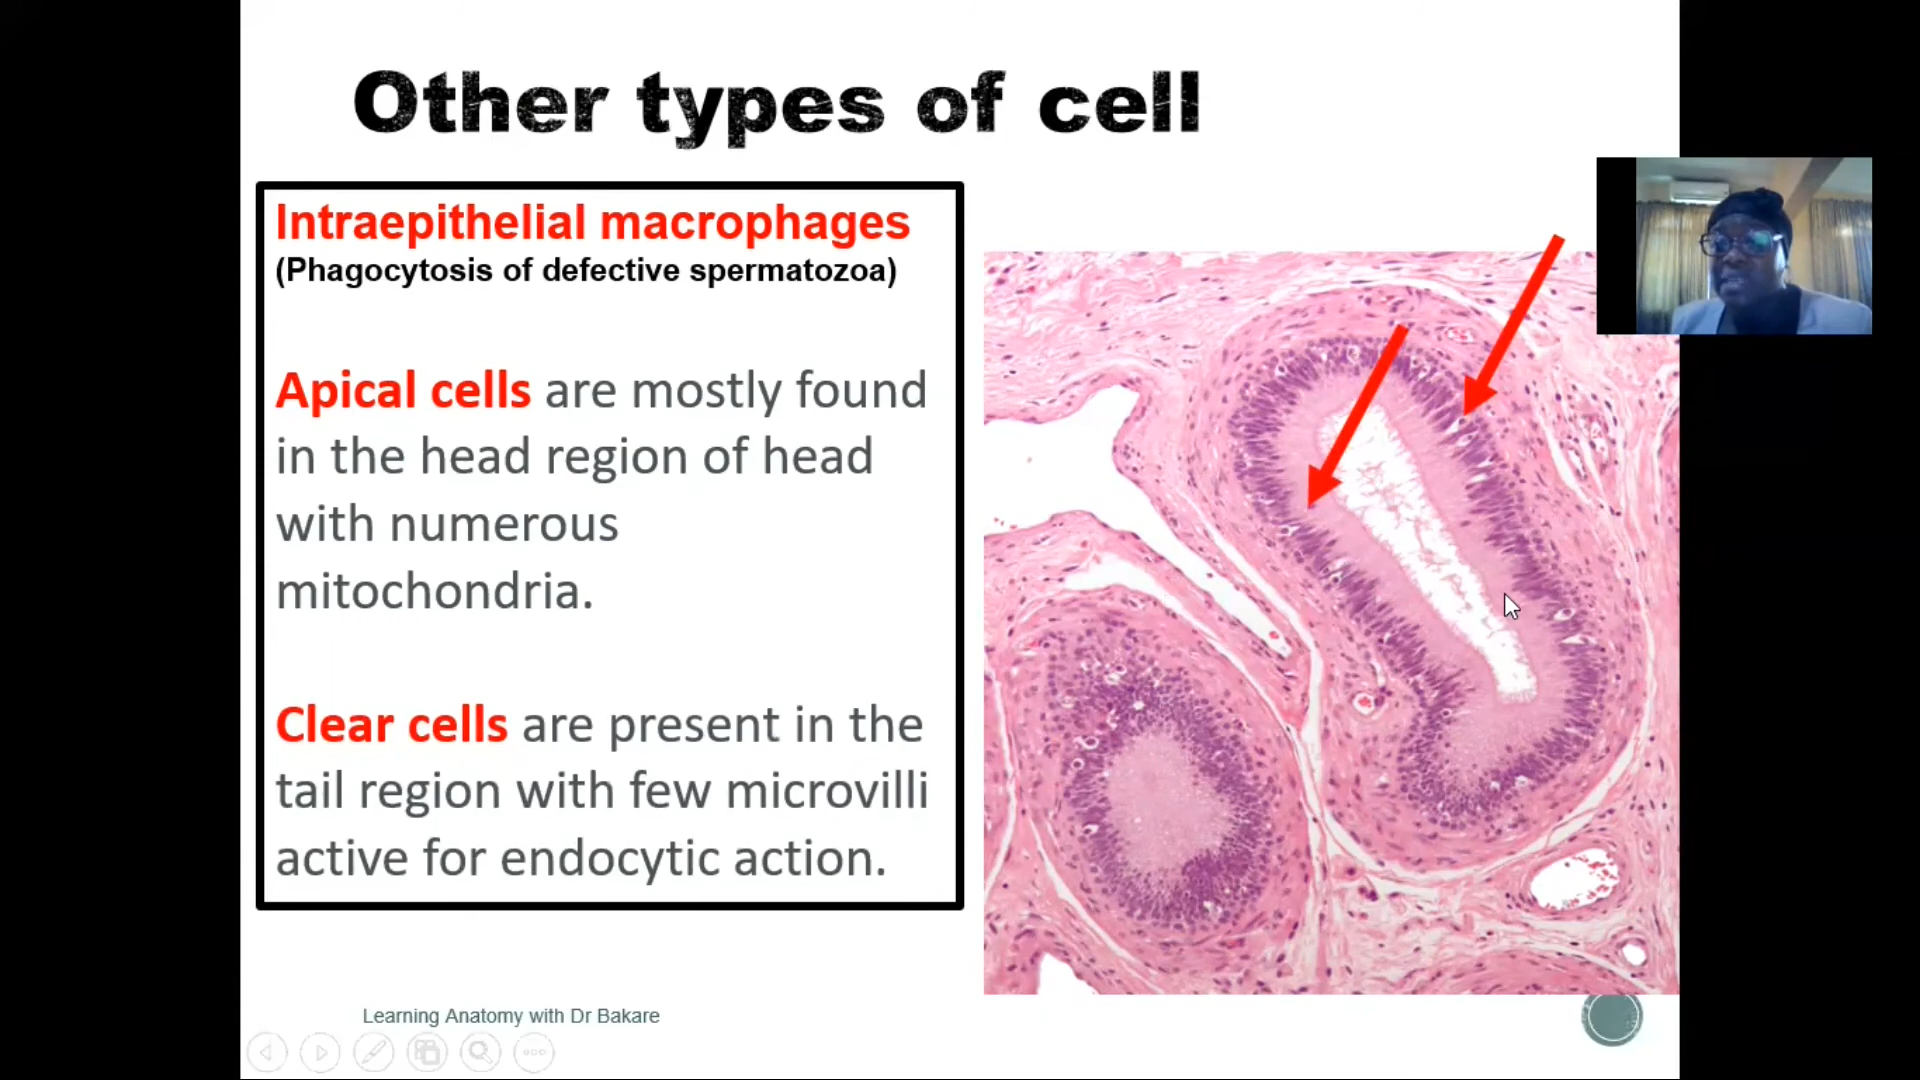 Other types of cell
Intraepithelial macrophages
(Phagocytosis of defective spermatozoa)
Apical cells are mostly found
in the head region of head
with numerous
mitochondria.
Clear cells are present in the
tail region with few microvilli
active for endocytic action.
Learning Anatomy with Dr Bakare